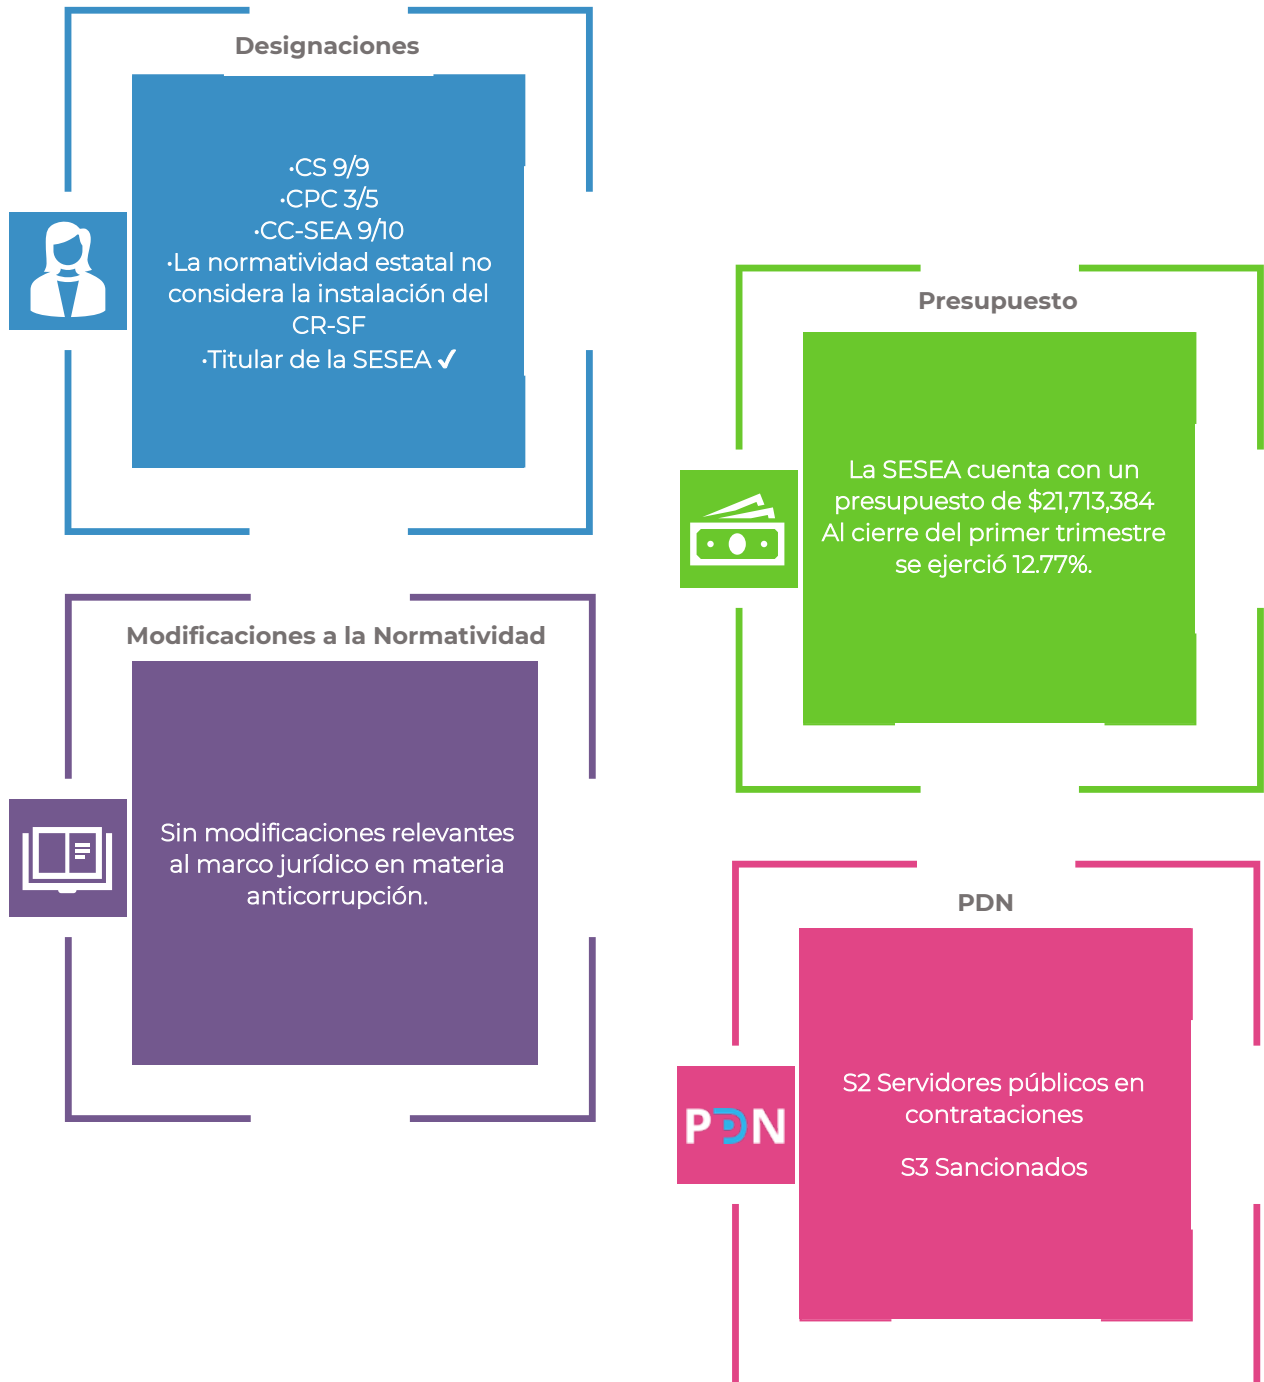 Designaciones
•CS 9/9
•CPC 3/5
•CC-SEA 9/10
•La normatividad estatal no
considera la instalación del
CR-SF
•Titular de la SESEA ✔
Presupuesto
La SESEA cuenta con un
presupuesto de $21,713,384
Al cierre del primer trimestre
se ejerció 12.77%.
Modificaciones a la Normatividad
Sin modificaciones relevantes
al marco jurídico en materia
anticorrupción.
PDN
PDN
S2 Servidores públicos en
contrataciones
S3 Sancionados